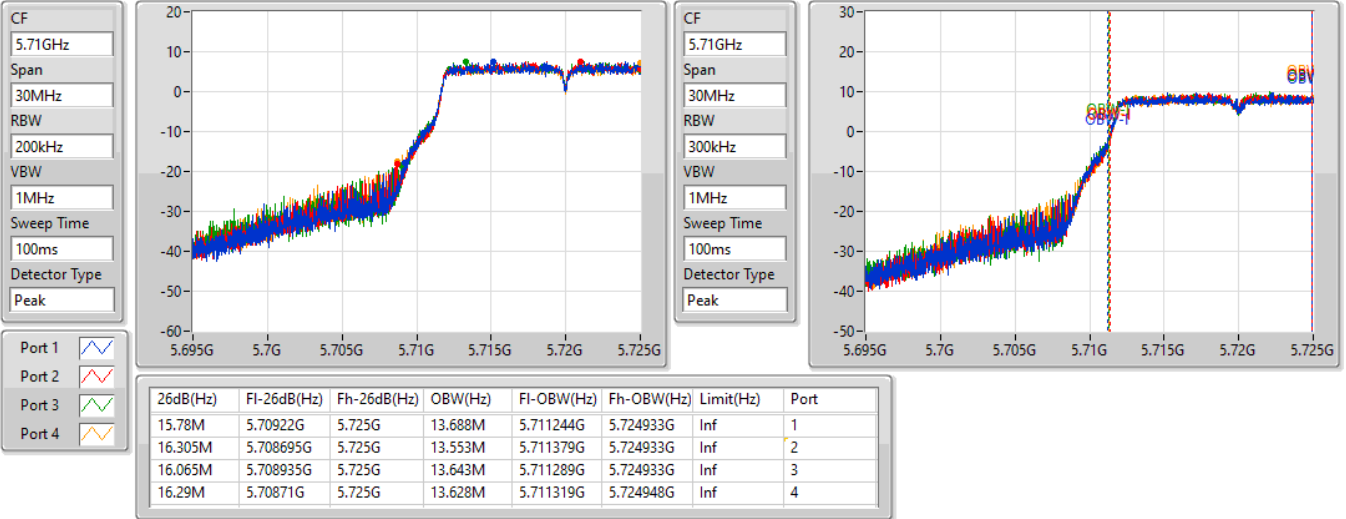 CF
5.71GHz
Span
30MHz
RBW
200kHz
VBW
1MHz
Sweep Time
100ms
Detector Type
Peak
20
10
0
-10
-20
-30
-40
-50
-60
5.695G 5.7G 5.705G 5.71G 5.715G 5.72G 5.725G
CF
5.71GHz
Span
30MHz
RBW
300kHz
VBW
1MHz
Sweep Time
100ms
Detector Type
Peak
30
20
10
0
-10
-20
-30
-40
-50
5.695G 5.7G 5.705G 5.71G 5.715G 5.72G 5.725G
Port 1
Port 2
Port 3
Port 4
26dB(Hz) Fl-26dB(Hz) Fh-26dB(Hz) OBW(Hz) Fl-OBW(Hz) Fh-OBW(Hz) Limit(Hz) Port
15.78M 5.70922G 5.725G 13.688M 5.711244G 5.724933G Inf 1
16.305M 5.708695G 5.725G 13.553M 5.711379G 5.724933G Inf 2
16.065M 5.708935G 5.725G 13.643M 5.711289G 5.724933G Inf 3
16.29M 5.70871G 5.725G 13.628M 5.711319G 5.724948G Inf 4